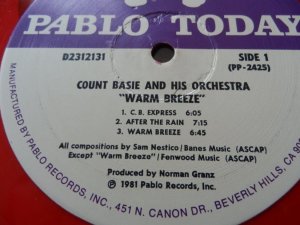 PABLO TODAY
D2312131
SIDE 1
(PP-2425)
COUNT BASIE AND HIS ORCHESTRA
"WARM BREEZE"
1. C.B. EXPRESS 6:05
2. AFTER THE RAIN 7:15
3. WARM BREEZE 6:45
All compositions by Sam Nestico/Banes Music (ASCAP)
Except "Warm Breeze"/Fenwood Music (ASCAP)
Produced by Norman Granz
© 1981 Pablo Records, Inc.
MANUFACTURED BY PABLO RECORDS, INC., 451 N. CANON DR., BEVERLY HILLS, CA 90